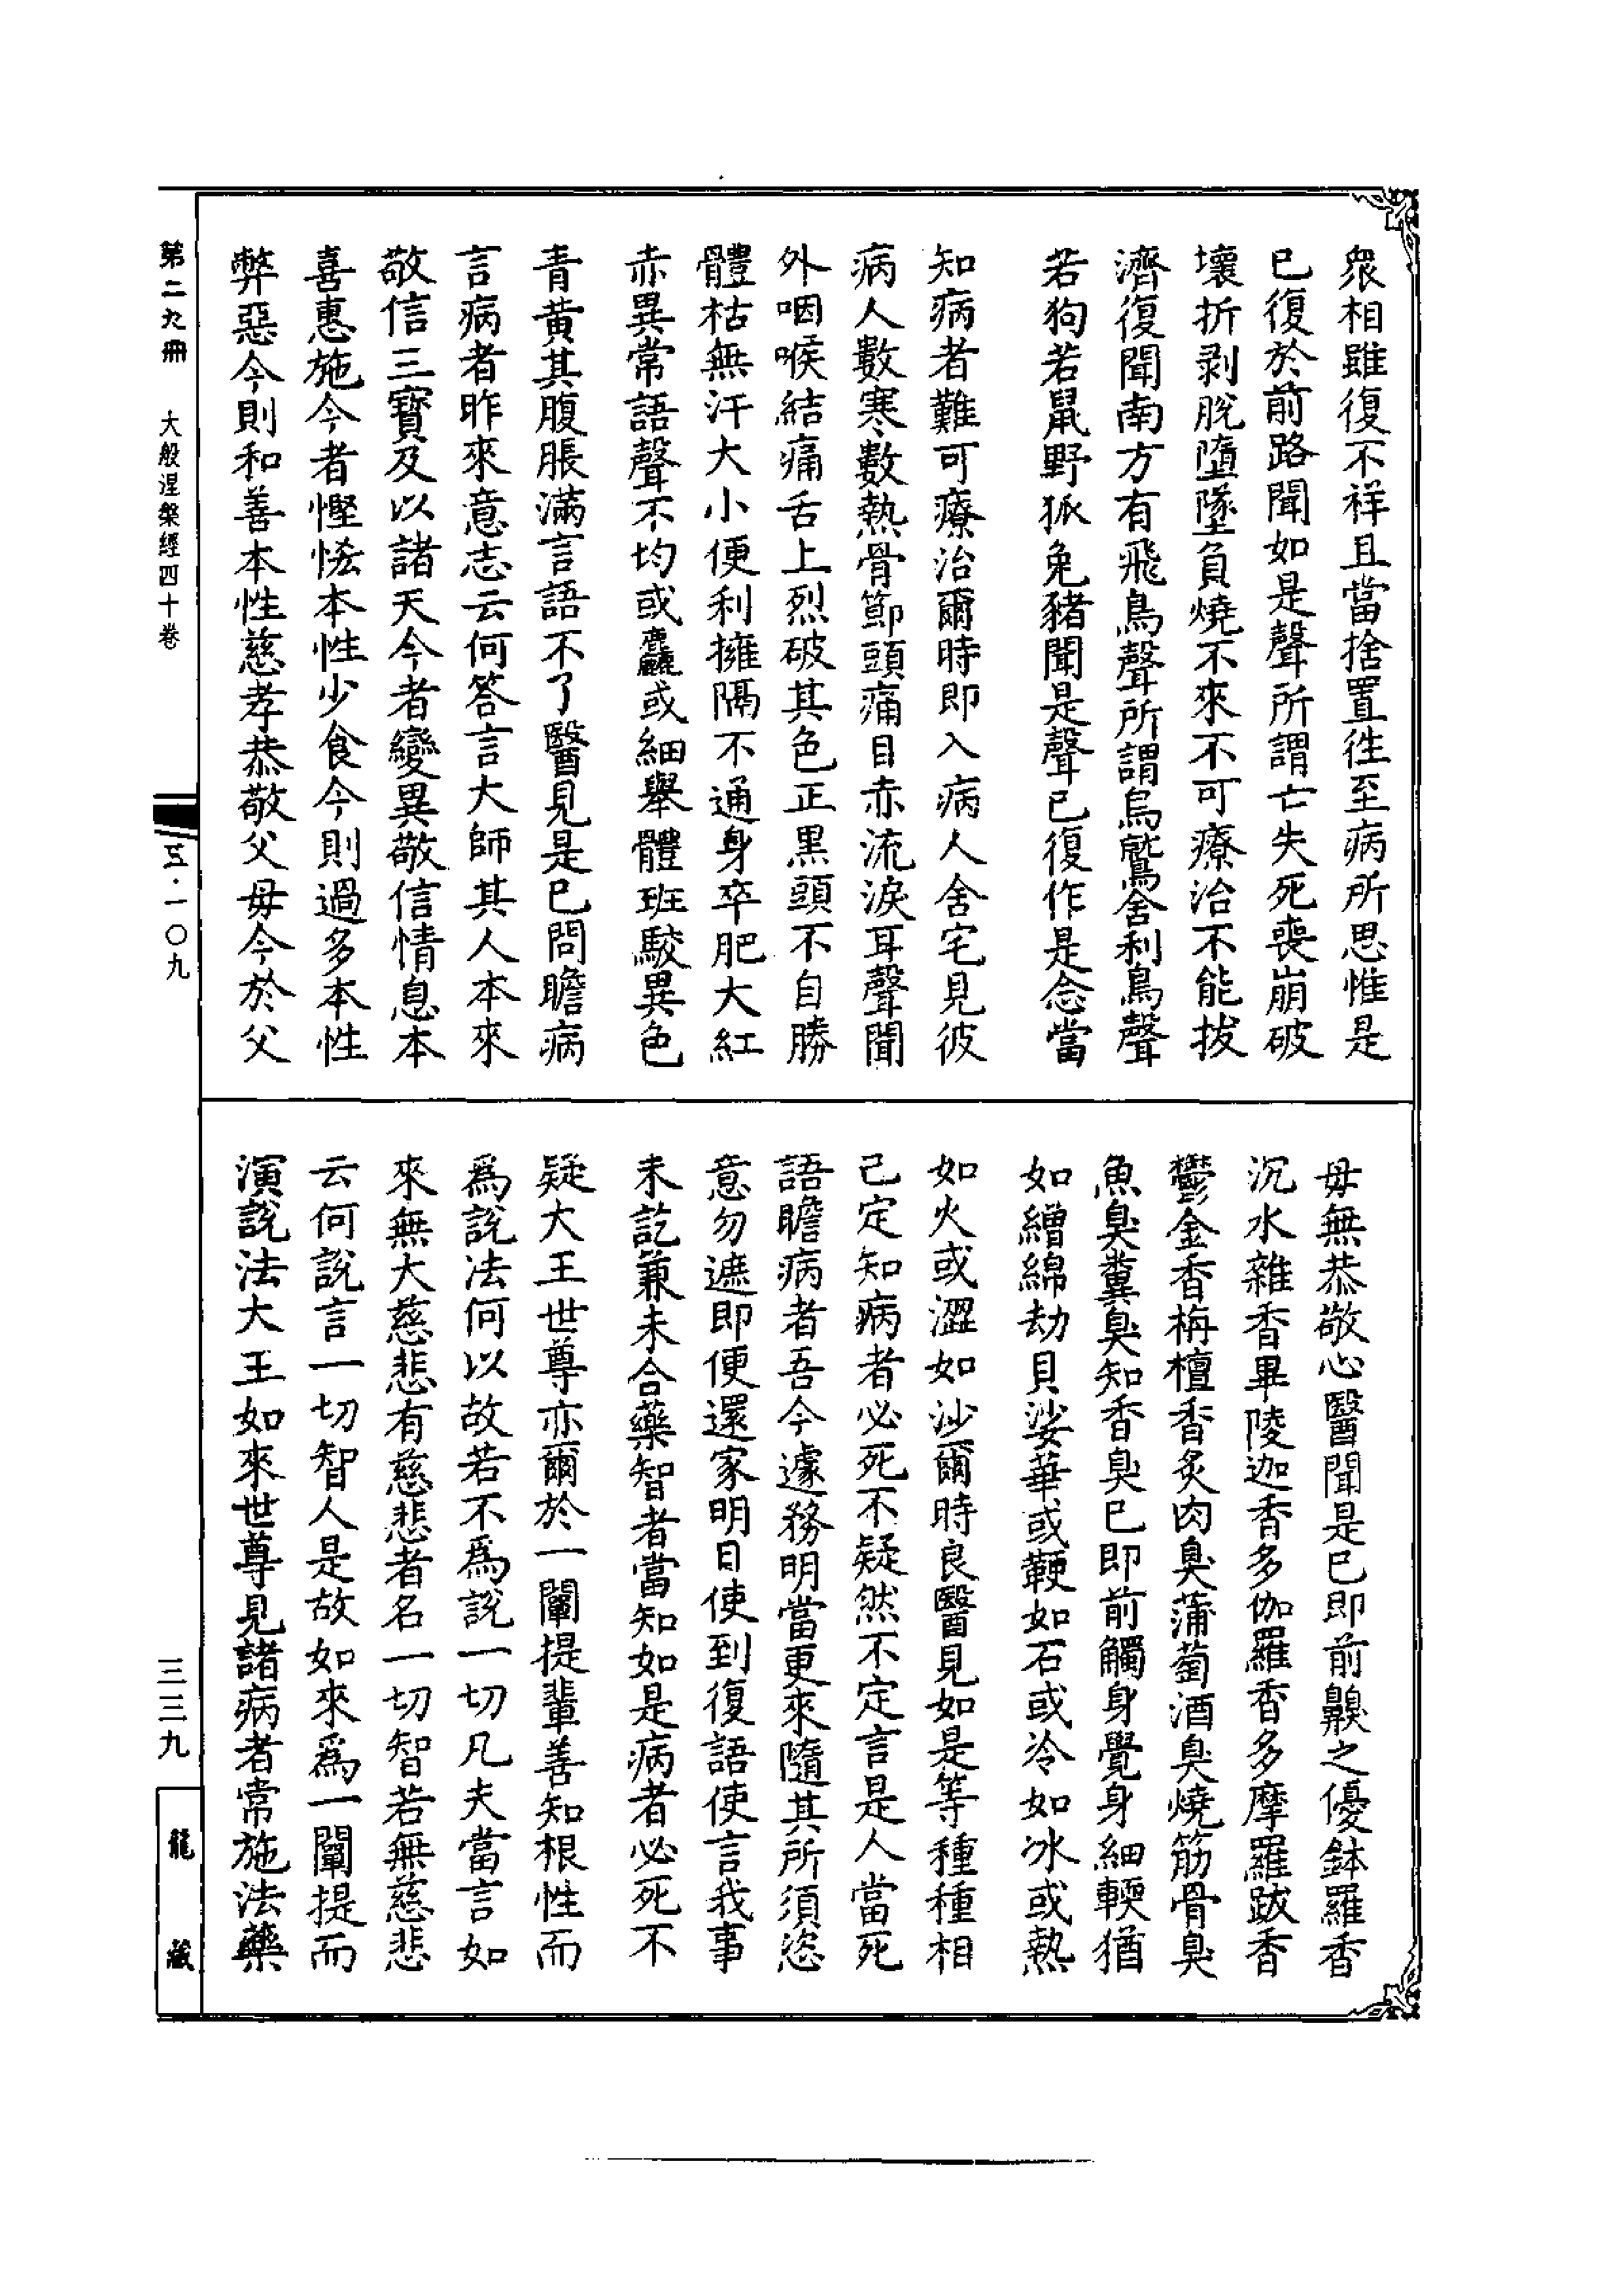 衆相雖復不祥且當捨置徃至病所思惟是
已復於前路聞如是聲所謂亡失死喪崩破
壞折剥脫墮墜負燒不來不可療治不能拔
濟復聞南方有飛鳥聲所謂烏鷲舍利鳥聲
若狗若鼠野狐兔豬聞是聲已復作是念當
知病者難可療治爾時即入病人舍宅見彼
病人數寒數熱骨節頭痛目赤流淚耳聲聞
外咽喉結痛舌上烈破其色正黑頭不自勝
體枯無汗大小便利擁隔不通身卒肥大紅
赤異常語聲不均或麤或細舉體班駮異色
青黃其腹脹滿言語不了醫見是已問瞻病
言病者昨來意志云何答言大師其人本來
敬信三寶及以諸天今者變異敬信情息本
喜惠施今者慳悋本性少食今則過多本性
弊惡今則和善本性慈孝恭敬父母今於父
母無恭敬心醫聞是已即前齅之優鉢羅香
沉水雜香畢陵迦香多伽羅香多摩羅跋香
鬱金香栴檀香炙肉臭蒲萄酒臭燒筋骨臭
魚臭糞臭知香臭已即前觸身覺身細輭猶
如繒綿劫貝娑華或鞕如石或冷如冰或熱
如火或澀如沙爾時良醫見如是等種種相
已定知病者必死不疑然不定言是人當死
語瞻病者吾今遽務明當更來隨其所須恣
意勿遮即便還家明日使到復語使言我事
未訖兼未合藥智者當知如是病者必死不
疑大王世尊亦爾於一闡提輩善知根性而
爲說法何以故若不爲說一切凡夫當言如
來無大慈悲有慈悲者名一切智若無慈悲
云何說言一切智人是故如來爲一闡提而
演說法大王如來世尊見諸病者常施法藥
第二九冊　大般涅槃經四十卷
五·一〇九
三三九
龍藏